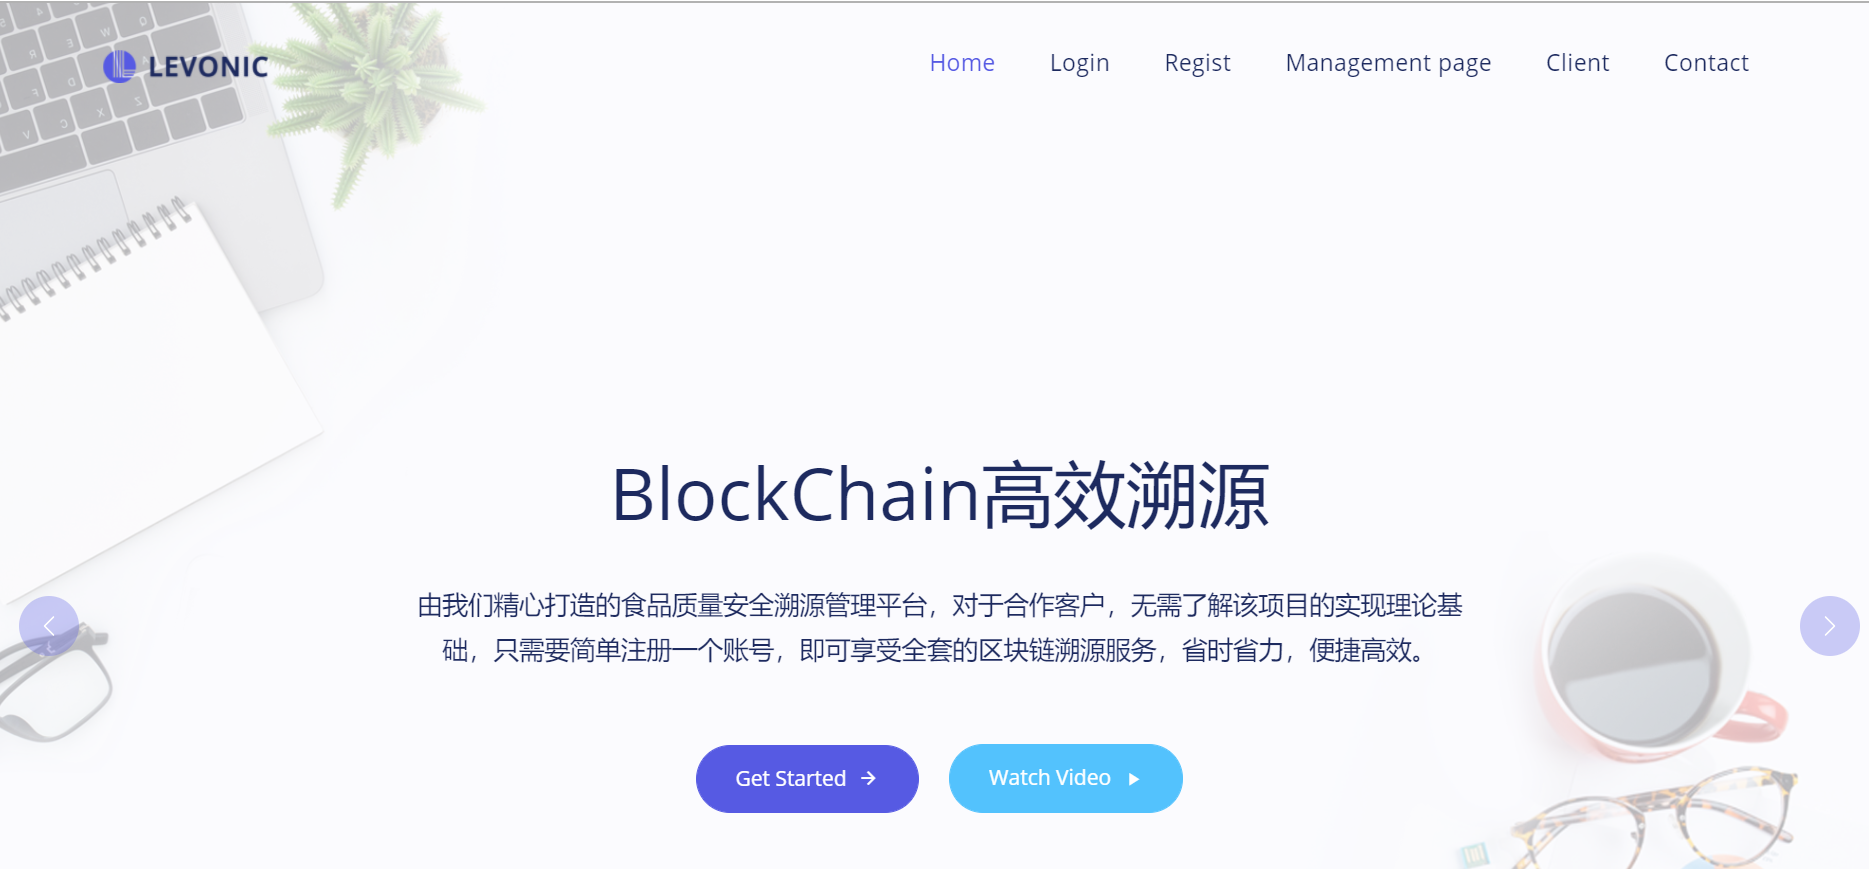 LEVONIC
Home
Login
Regist
Management page
Client
Contact
BlockChain高效溯源
由我们精心打造的食品质量安全溯源管理平台，对于合作客户，无需了解该项目的实现理论基
础，只需要简单注册一个账号，即可享受全套的区块链溯源服务，省时省力，便捷高效。
Get Started
Watch Video